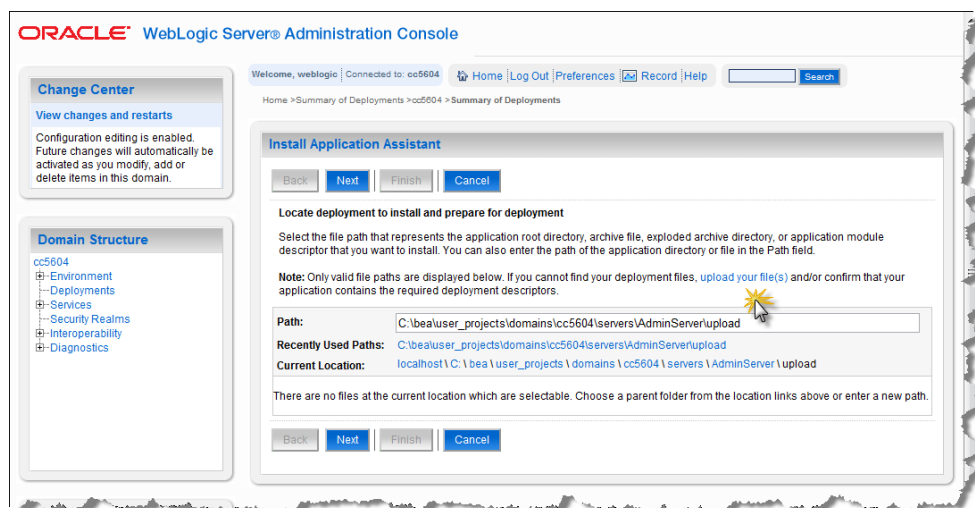 ORACLE® WebLogic Server® Administration Console
Change Center
View changes and restarts
Configuration editing is enabled.
Future changes will automatically be
activated as you modify, add or
delete items in this domain.
Domain Structure
cc5604
Environment
Deployments
Services
Security Realms
Interoperability
Diagnostics
Welcome, weblogic Connected to: cc5604 Home Log Out Preferences Record Help Search
Home >Summary of Deployments >cc5604 >Summary of Deployments
Install Application Assistant
Back Next Finish Cancel
Locate deployment to install and prepare for deployment
Select the file path that represents the application root directory, archive file, exploded archive directory, or application module
descriptor that you want to install. You can also enter the path of the application directory or file in the Path field.
Note: Only valid file paths are displayed below. If you cannot find your deployment files, upload your file(s) and/or confirm that your
application contains the required deployment descriptors.
Path: C:\bea\user_projects\domains\cc5604\servers\AdminServer\upload
Recently Used Paths: C:\bea\user_projects\domains\cc5604\servers\AdminServer\upload
Current Location: localhost \ C: \ bea \ user_projects \ domains \ cc5604 \ servers \ AdminServer \ upload
There are no files at the current location which are selectable. Choose a parent folder from the location links above or enter a new path.
Back Next Finish Cancel